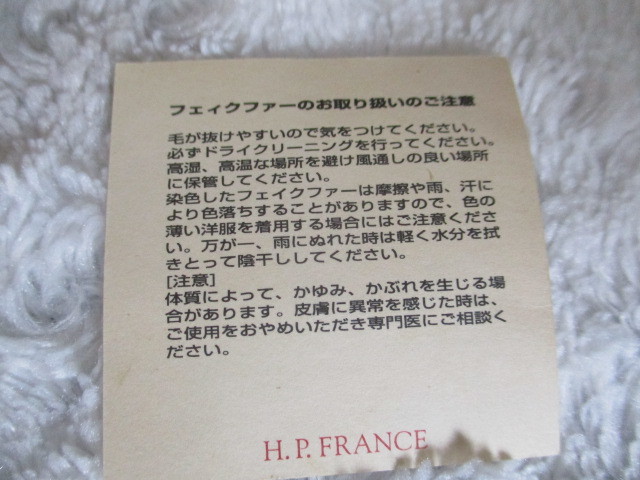 フェイクファーのお取り扱いのご注意
毛が抜けやすいので気をつけてください。
必ずドライクリーニングを行ってください。
高湿、高温な場所を避け風通しの良い場所
に保管してください。
染色したフェイクファーは摩擦や雨、汗に
より色落ちすることがありますので、色の
薄い洋服を着用する場合にはご注意くださ
い。万が一、雨にぬれた時は軽く水分を拭
きとって陰干ししてください。
[注意]
体質によって、かゆみ、かぶれを生じる場
合があります。皮膚に異常を感じた時は、
ご使用をおやめいただき専門医にご相談く
ださい。
H.P. FRANCE